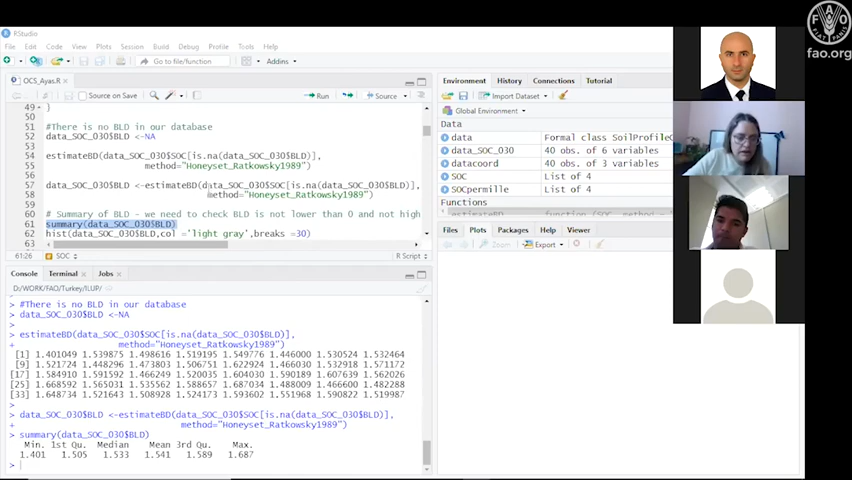 RStudio
File Edit Code View Plots Session Build Debug Profile Tools Help
Go to file/function
Addins
OCS_Ayas.R
Source on Save
Run
Source
49
50
51 #There is no BLD in our database
52 data_SOC_030$BLD <-NA
53
54 estimateBD(data_SOC_030$SOC[is.na(data_SOC_030$BLD)],
55 method="Honeyset_Ratkowsky1989")
56
57 data_SOC_030$BLD <-estimateBD(data_SOC_030$SOC[is.na(data_SOC_030$BLD)],
58 method="Honeyset_Ratkowsky1989")
59
60 # Summary of BLD - we need to check BLD is not lower than 0 and not high
61 summary(data_SOC_030$BLD)
62 hist(data_SOC_030$BLD,col ='light gray',breaks =30)
63
61:26 SOC R Script
Console Terminal Jobs
D:/WORK/FAO/Turkey/ILUP/
> #There is no BLD in our database
> data_SOC_030$BLD <-NA
>
> estimateBD(data_SOC_030$SOC[is.na(data_SOC_030$BLD)],
+ method="Honeyset_Ratkowsky1989")
[1] 1.401049 1.539875 1.498616 1.519195 1.549776 1.446000 1.530524 1.532464
[9] 1.521724 1.448296 1.473803 1.506751 1.622924 1.466030 1.532918 1.571172
[17] 1.584910 1.591562 1.466249 1.520035 1.604030 1.590189 1.607639 1.562026
[25] 1.668592 1.565031 1.535562 1.588657 1.687034 1.488009 1.466600 1.482288
[33] 1.648734 1.521643 1.508928 1.524173 1.593602 1.551968 1.590822 1.519987
>
> data_SOC_030$BLD <-estimateBD(data_SOC_030$SOC[is.na(data_SOC_030$BLD)],
+ method="Honeyset_Ratkowsky1989")
> summary(data_SOC_030$BLD)
Min. 1st Qu. Median Mean 3rd Qu. Max.
1.401 1.505 1.533 1.541 1.589 1.687
>
Environment History Connections Tutorial
Import Dataset
Global Environment
Data
data Formal class SoilProfileC
data_SOC_030 40 obs. of 6 variables
datacoord 40 obs. of 3 variables
SOC List of 4
SOCpermille List of 4
Functions
Files Plots Packages Help Viewer
Zoom Export
FAO
FIAT PANIS
fao.org